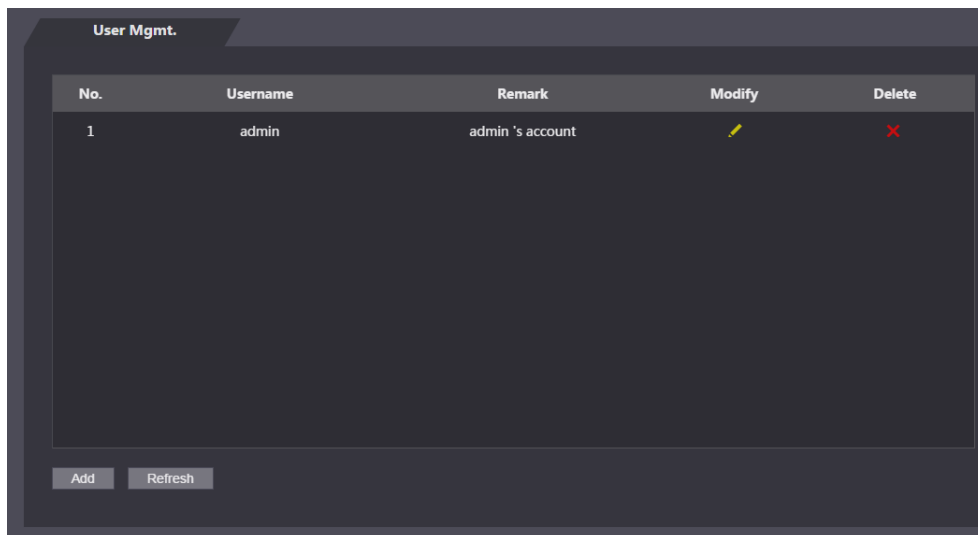 User Mgmt.
No. Username Remark Modify Delete
1 admin admin 's account
Add Refresh